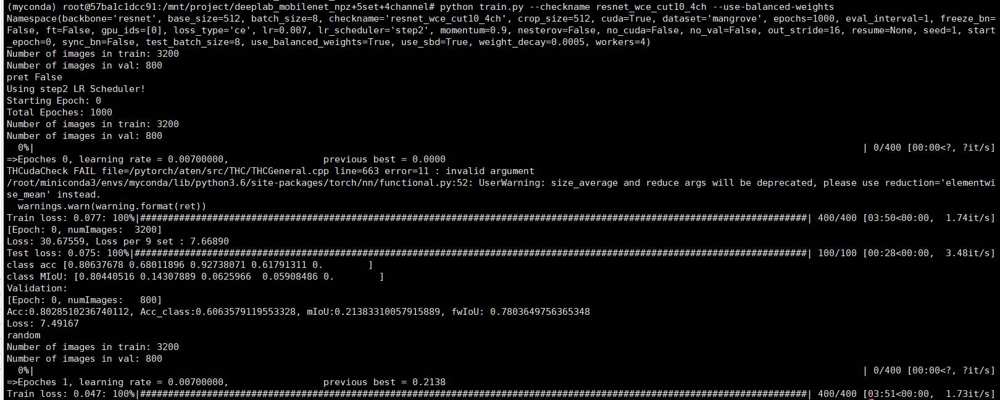 (myconda) root@57ba1c1dcc91:/mnt/project/deeplab_mobilenet_npz+5set+4channel# python train.py --checkname resnet_wce_cut10_4ch --use-balanced-weights
Namespace(backbone='resnet', base_size=512, batch_size=8, checkname='resnet_wce_cut10_4ch', crop_size=512, cuda=True, dataset='mangrove', epochs=1000, eval_interval=1, freeze_bn=
False, ft=False, gpu_ids=[0], loss_type='ce', lr=0.007, lr_scheduler='step2', momentum=0.9, nesterov=False, no_cuda=False, no_val=False, out_stride=16, resume=None, seed=1, start
_epoch=0, sync_bn=False, test_batch_size=8, use_balanced_weights=True, use_sbd=True, weight_decay=0.0005, workers=4)
Number of images in train: 3200
Number of images in val: 800
pret False
Using step2 LR Scheduler!
Starting Epoch: 0
Total Epoches: 1000
Number of images in train: 3200
Number of images in val: 800
  0%|          | 0/400 [00:00<?, ?it/s]
=>Epoches 0, learning rate = 0.00700000,                 previous best = 0.0000
THCudaCheck FAIL file=/pytorch/aten/src/THC/THCGeneral.cpp line=663 error=11 : invalid argument
/root/miniconda3/envs/myconda/lib/python3.6/site-packages/torch/nn/functional.py:52: UserWarning: size_average and reduce args will be deprecated, please use reduction='elementwi
se_mean' instead.
  warnings.warn(warning.format(ret))
Train loss: 0.077: 100%|########################################################################################################################| 400/400 [03:50<00:00,  1.74it/s]
[Epoch: 0, numImages:  3200]
Loss: 30.67559, Loss per 9 set : 7.66890
Test loss: 0.075: 100%|#########################################################################################################################| 100/100 [00:28<00:00,  3.48it/s]
class acc [0.80637678 0.68011896 0.92738071 0.61791311 0.        ]
class MIoU: [0.80440516 0.14307889 0.0625966  0.05908486 0.        ]
Validation:
[Epoch: 0, numImages:   800]
Acc:0.8028510236740112, Acc_class:0.6063579119553328, mIoU:0.21383310057915889, fwIoU: 0.7803649756365348
Loss: 7.49167
random
Number of images in train: 3200
Number of images in val: 800
  0%|          | 0/400 [00:00<?, ?it/s]
=>Epoches 1, learning rate = 0.00700000,                 previous best = 0.2138
Train loss: 0.047: 100%|########################################################################################################################| 400/400 [03:51<00:00,  1.73it/s]